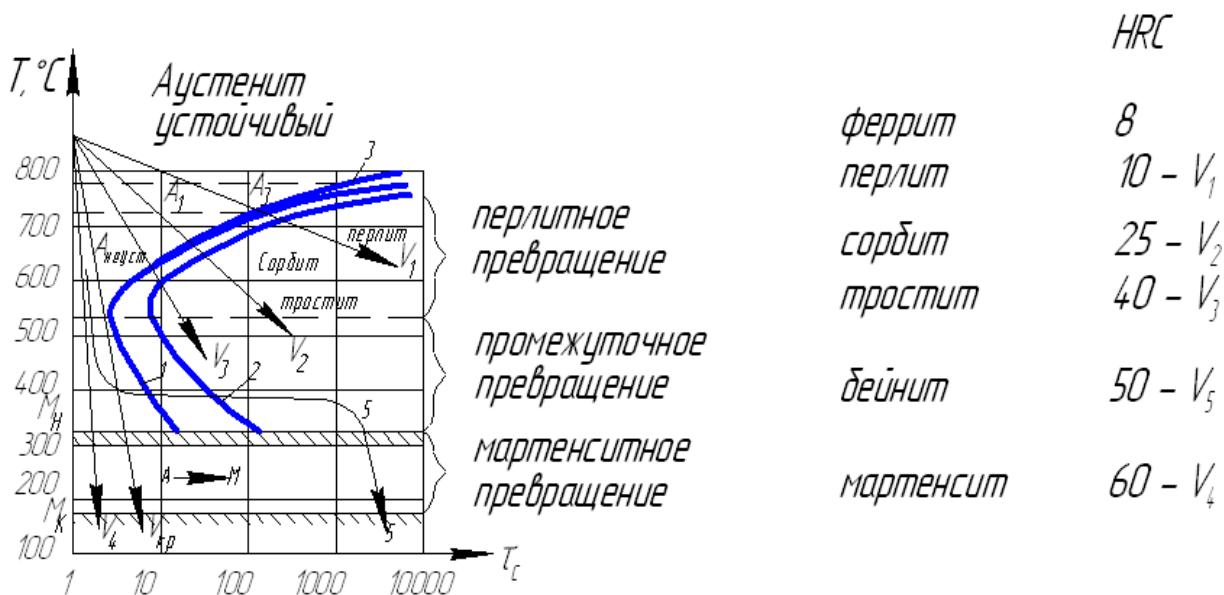 HRC
T,°C
Аустенит
устойчивый
феррит 8
перлит 10 – V₁
сорбит 25 – V₂
тростит 40 – V₃
бейнит 50 – V₅
мартенсит 60 – V₄
800
700
600
500
400
Mн
300
200
Mк
100
1 10 100 1000 10000
τс
3
A₁
Aнеуст
перлит
V₁
Сорбит
тростит
V₂
V₃
1
2
5
А М
V₄
Vкр
5
перлитное
превращение
промежуточное
превращение
мартенситное
превращение